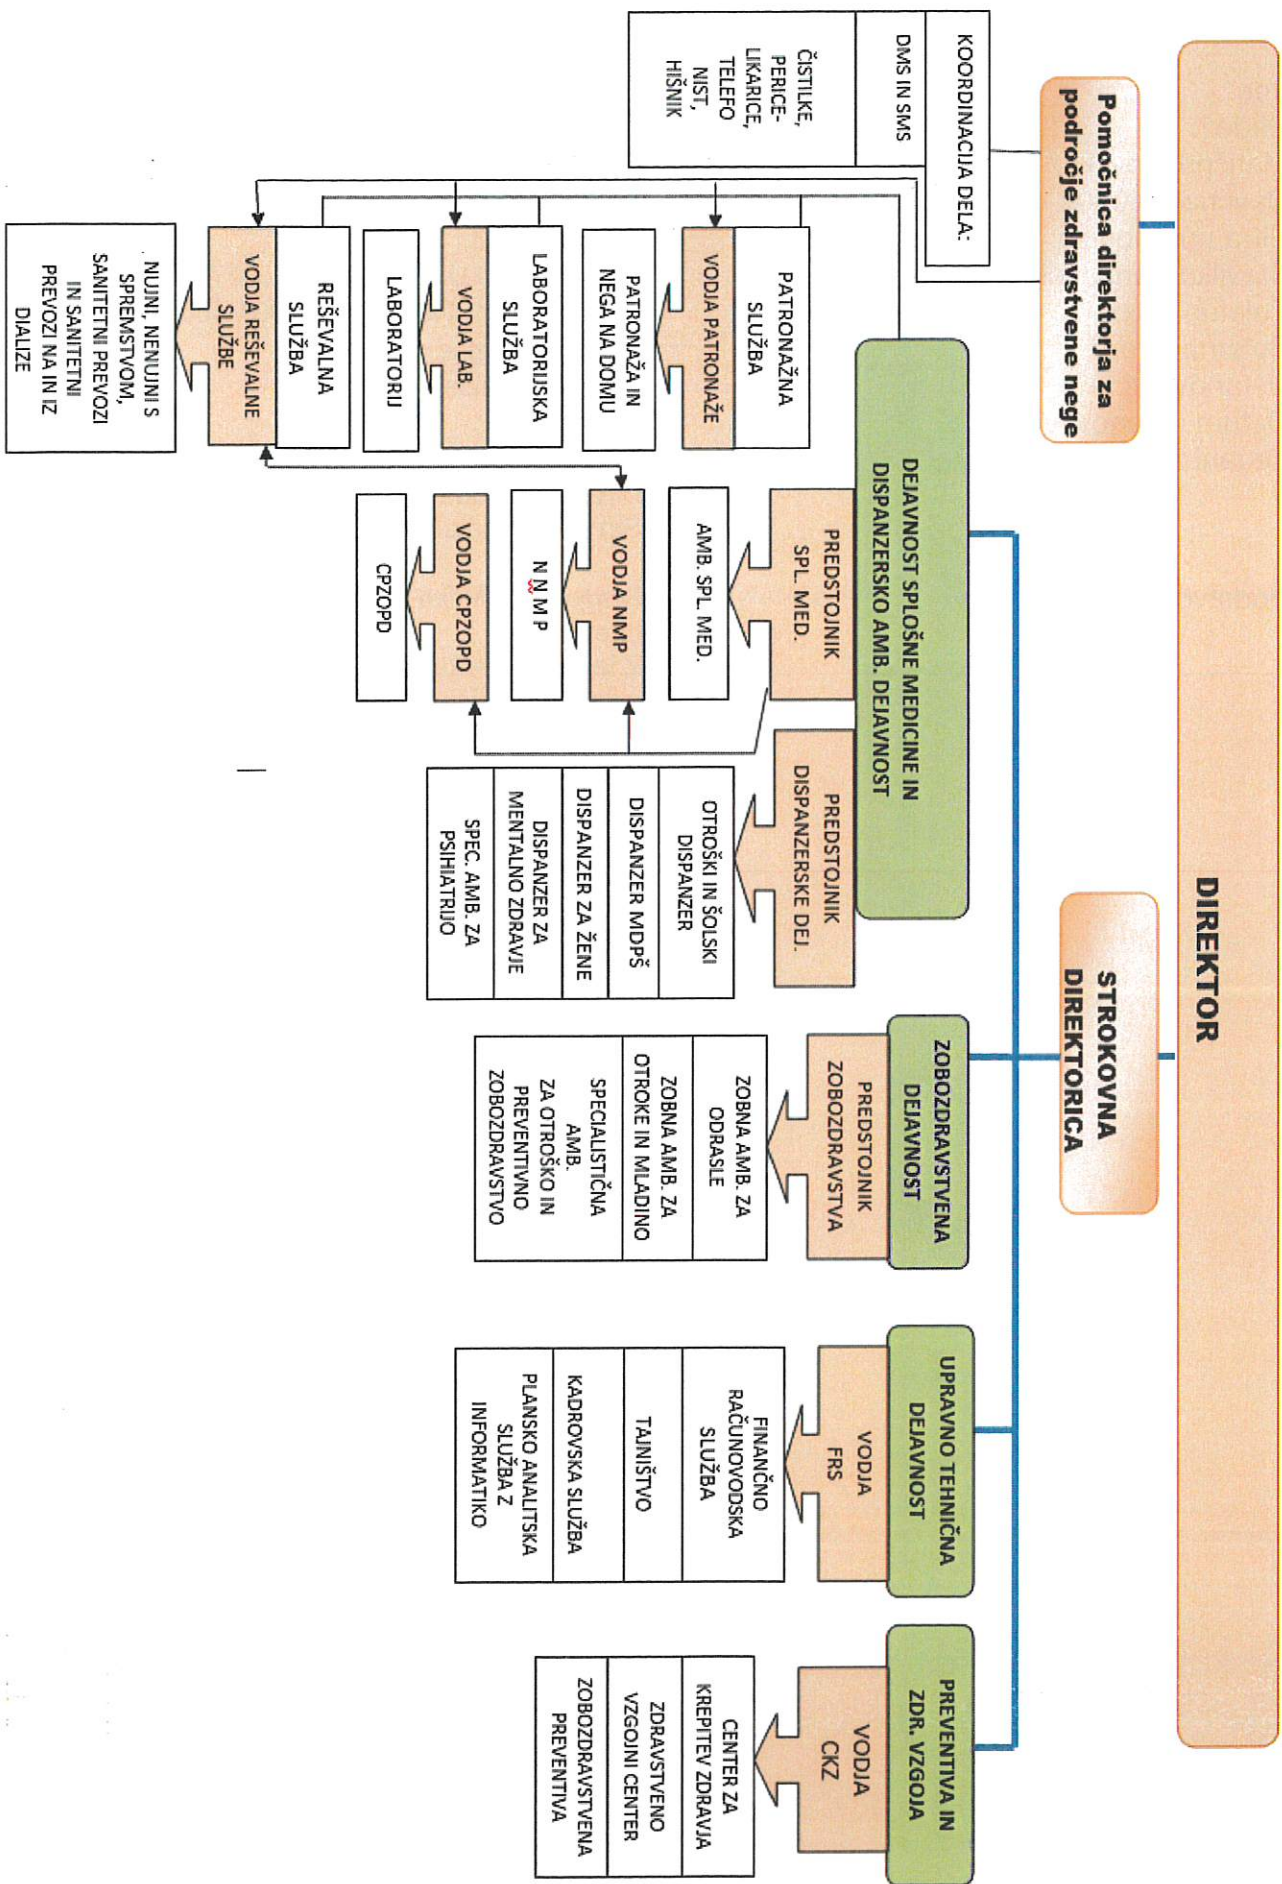 DIREKTOR
Pomočnica direktorja za
področje zdravstvene nege
STROKOVNA
DIREKTORICA
KOORDINACIJA DELA:
DMS IN SMS
ČISTILKE,
PERICE-
LIKARICE,
TELEFO
NIST,
HIŠNIK
DEJAVNOST SPLOŠNE MEDICINE IN
DISPANZERSKO AMB. DEJAVNOST
PATRONAŽNA
SLUŽBA
VODJA PATRONAŽE
PATRONAŽA IN
NEGA NA DOMU
LABORATORIJSKA
SLUŽBA
VODJA LAB.
LABORATORIJ
REŠEVALNA
SLUŽBA
VODJA REŠEVALNE
SLUŽBE
NUJNI, NENUJNI S
SPREMSTVOM,
SANITETNI PREVOZI
IN SANITETNI
PREVOZI NA IN IZ
DIALIZE
PREDSTOJNIK
SPL. MED.
AMB. SPL. MED.
VODJA NMP
N N M P
VODJA CPZOPD
CPZOPD
PREDSTOJNIK
DISPANZERSKE DEJ.
OTROŠKI IN ŠOLSKI
DISPANZER
DISPANZER MDPŠ
DISPANZER ZA ŽENE
DISPANZER ZA
MENTALNO ZDRAVJE
SPEC. AMB. ZA
PSIHIATRIJO
ZOBOZDRAVSTVENA
DEJAVNOST
PREDSTOJNIK
ZOBOZDRAVSTVA
ZOBNA AMB. ZA
ODRASLE
ZOBNA AMB. ZA
OTROKE IN MLADINO
SPECIALISTIČNA
AMB.
ZA OTROŠKO IN
PREVENTIVNO
ZOBOZDRAVSTVO
UPRAVNO TEHNIČNA
DEJAVNOST
VODJA
FRS
FINANČNO
RAČUNOVODSKA
SLUŽBA
TAJNIŠTVO
KADROVSKA SLUŽBA
PLANSKO ANALITSKA
SLUŽBA Z
INFORMATIKO
PREVENTIVA IN
ZDR. VZGOJA
VODJA
CKZ
CENTER ZA
KREPITEV ZDRAVJA
ZDRAVSTVENO
VZGOJNI CENTER
ZOBOZDRAVSTVENA
PREVENTIVA